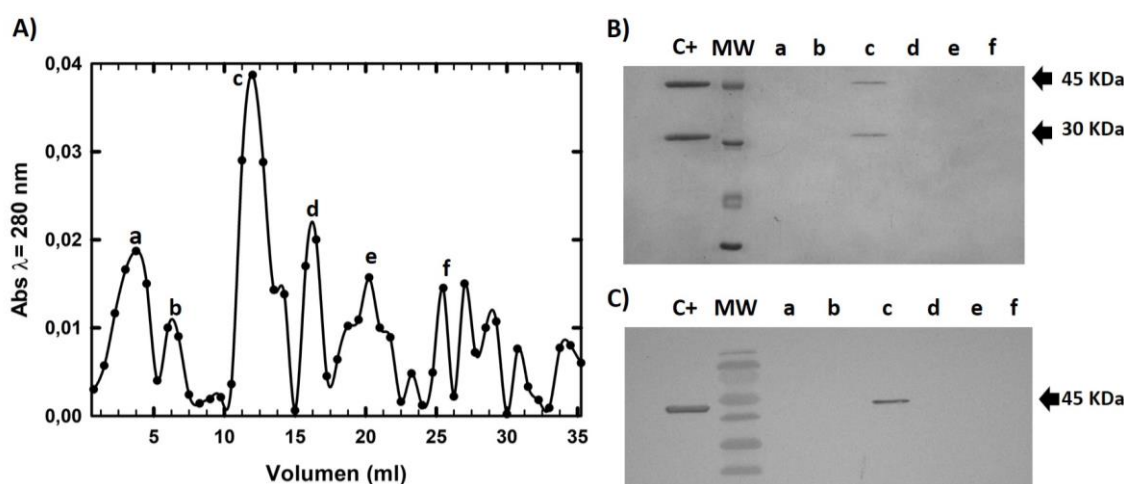 A)
Abs λ= 280 nm
0,04
0,03
0,02
0,01
0,00
a
b
c
d
e
f
5
10
15
20
25
30
35
Volumen (ml)
B)
C+ MW a b c d e f
45 KDa
30 KDa
C)
C+ MW a b c d e f
45 KDa